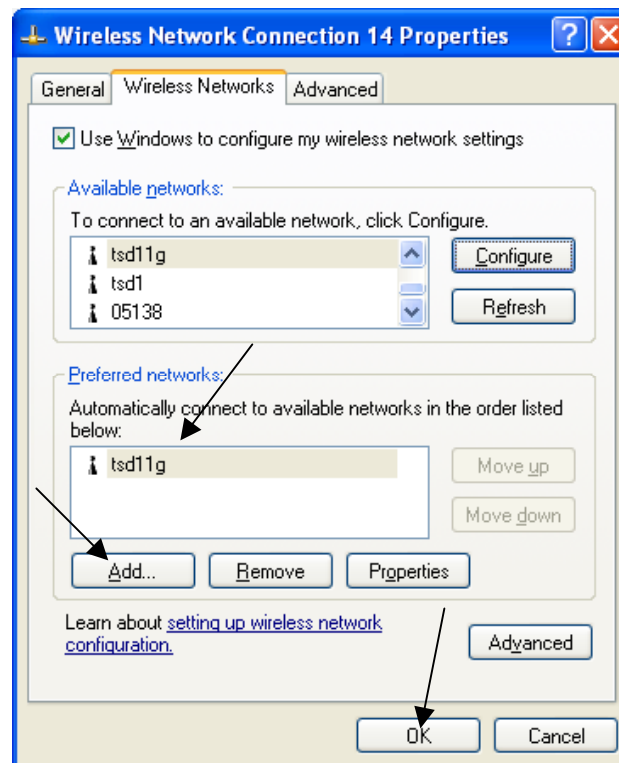 Wireless Network Connection 14 Properties
General Wireless Networks Advanced
Use Windows to configure my wireless network settings
Available networks:
To connect to an available network, click Configure.
tsd11g
Configure
tsd1
05138
Refresh
Preferred networks:
Automatically connect to available networks in the order listed
below:
tsd11g
Move up
Move down
Add... Remove Properties
Learn about setting up wireless network
configuration.
Advanced
OK Cancel